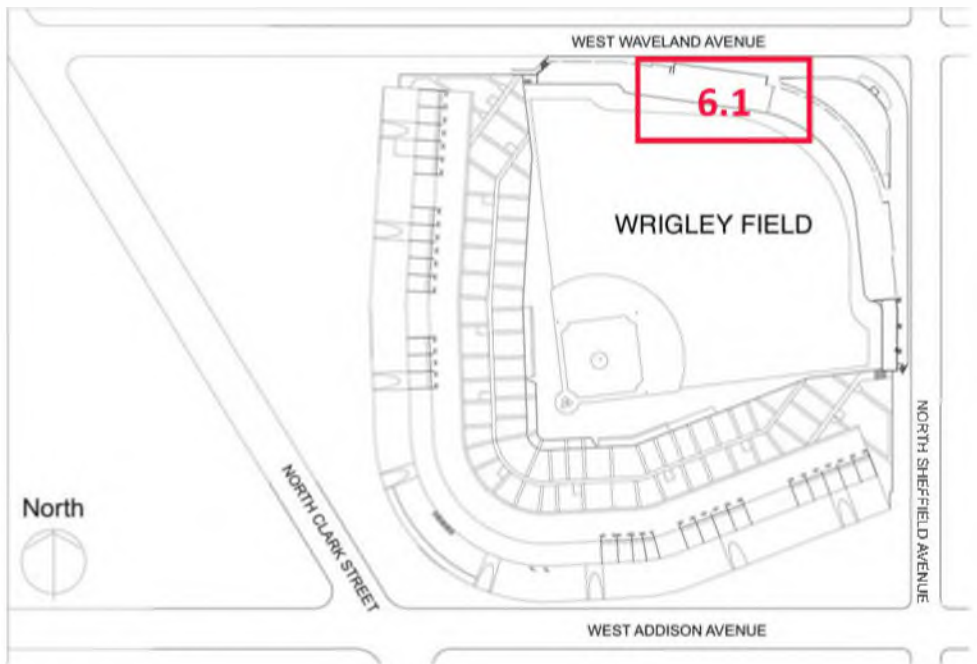 WEST WAVELAND AVENUE
6.1
WRIGLEY FIELD
NORTH SHEFFIELD AVENUE
NORTH CLARK STREET
North
WEST ADDISON AVENUE